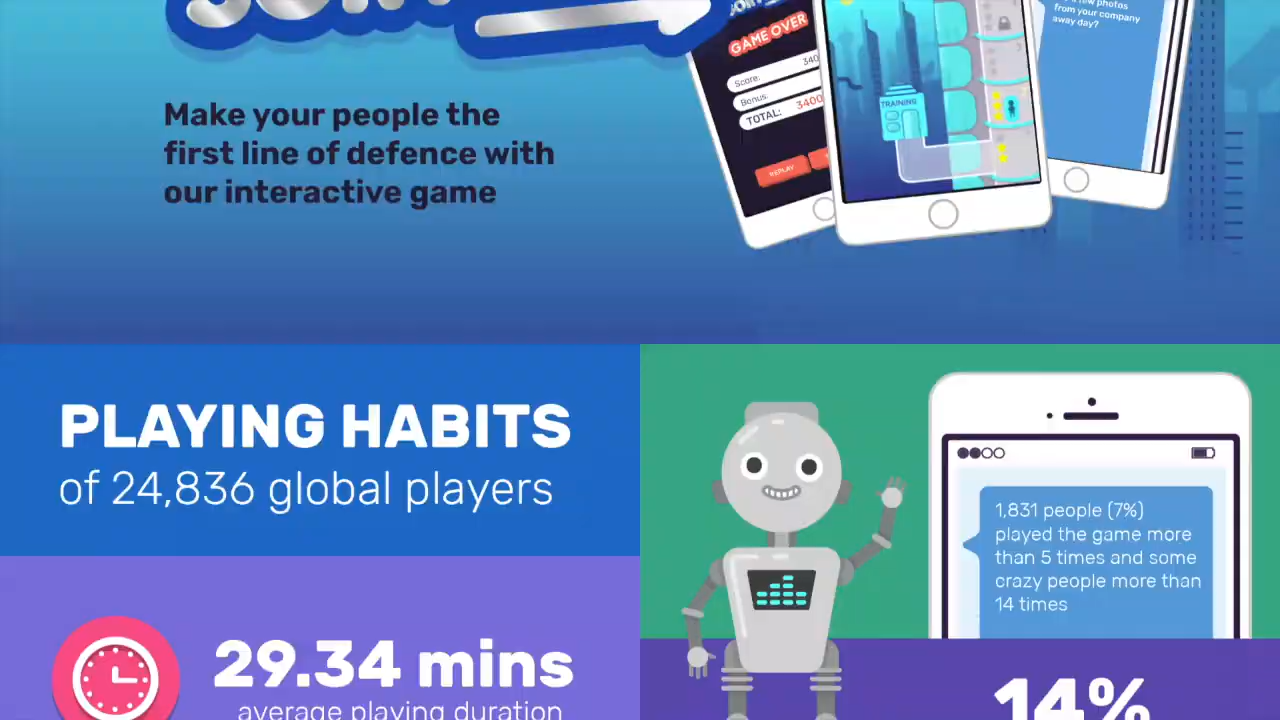 Make your people the
first line of defence with
our interactive game
GAME OVER
Score: 340
Bonus:
TOTAL: 3400
REPLAY
TRAINING
few photos
from your company
away day?
PLAYING HABITS
of 24,836 global players
29.34 mins
average playing duration
1,831 people (7%)
played the game more
than 5 times and some
crazy people more than
14 times
14%